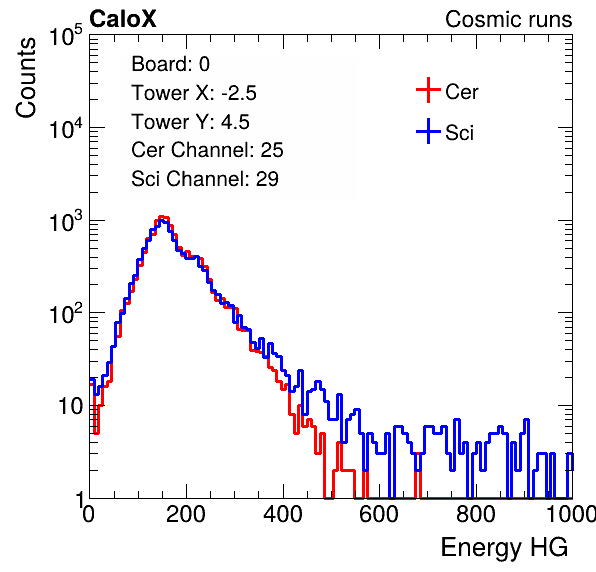 CaloX
Cosmic runs
Counts
10^5
10^4
10^3
10^2
10
1
Board: 0
Tower X: -2.5
Tower Y: 4.5
Cer Channel: 25
Sci Channel: 29
Cer
Sci
0
200
400
600
800
1000
Energy HG